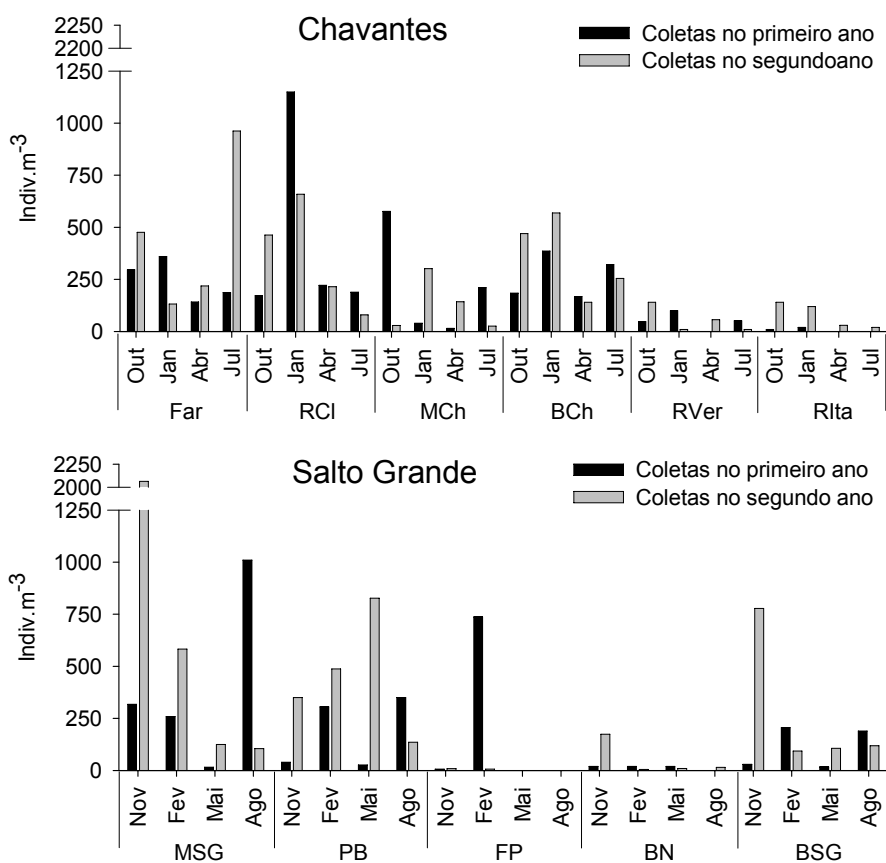 Chavantes
Coletas no primeiro ano
Coletas no segundoano
2250
2200
1250
1000
750
500
250
0
Indiv.m-3
Out Jan Abr Jul Out Jan Abr Jul Out Jan Abr Jul Out Jan Abr Jul Out Jan Abr Jul Out Jan Abr Jul
Far RCl MCh BCh RVer RIta
Salto Grande
Coletas no primeiro ano
Coletas no segundo ano
2250
2000
1250
1000
750
500
250
0
Indiv.m-3
Nov Fev Mai Ago Nov Fev Mai Ago Nov Fev Mai Ago Nov Fev Mai Ago Nov Fev Mai Ago
MSG PB FP BN BSG